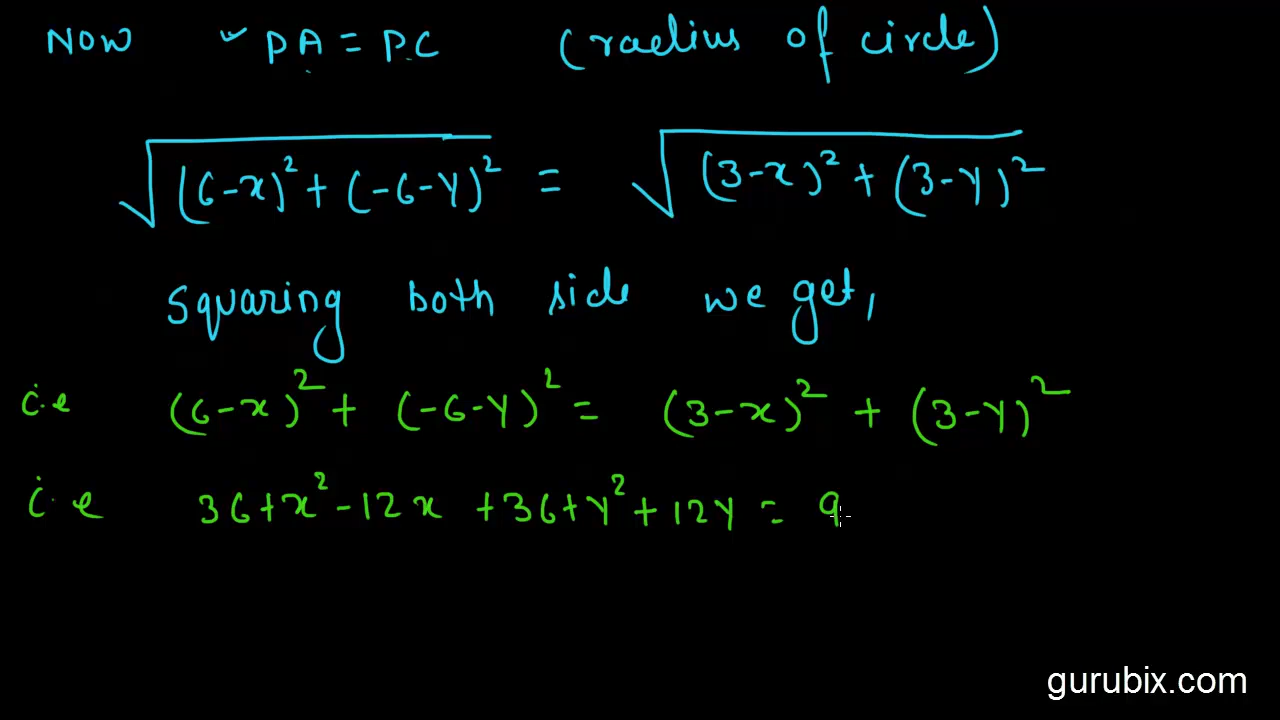 Now ✓ PA = PC (radius of circle)
√((6-x)² + (-6-y)²) = √((3-x)² + (3-y)²)
Squaring both side we get,
i.e (6-x)² + (-6-y)² = (3-x)² + (3-y)²
i.e 36+x²-12x +36+y²+12y = 9
gurubix.com